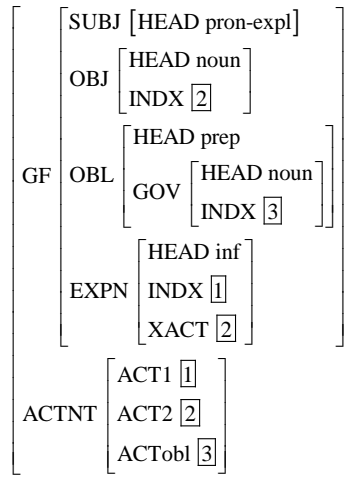 SUBJ [HEAD pron-expl]
HEAD noun
OBJ
INDX 2
HEAD prep
GF OBL
HEAD noun
GOV
INDX 3
HEAD inf
EXPN INDX 1
XACT 2
ACT1 1
ACTNT ACT2 2
ACTobl 3